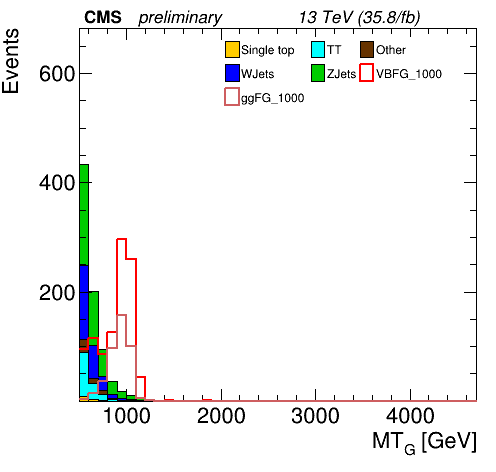 CMS preliminary 13 TeV (35.8/fb)
Events
Single top TT Other
WJets ZJets VBFG_1000
ggFG_1000
600
400
200
1000 2000 3000 4000
MT_G [GeV]